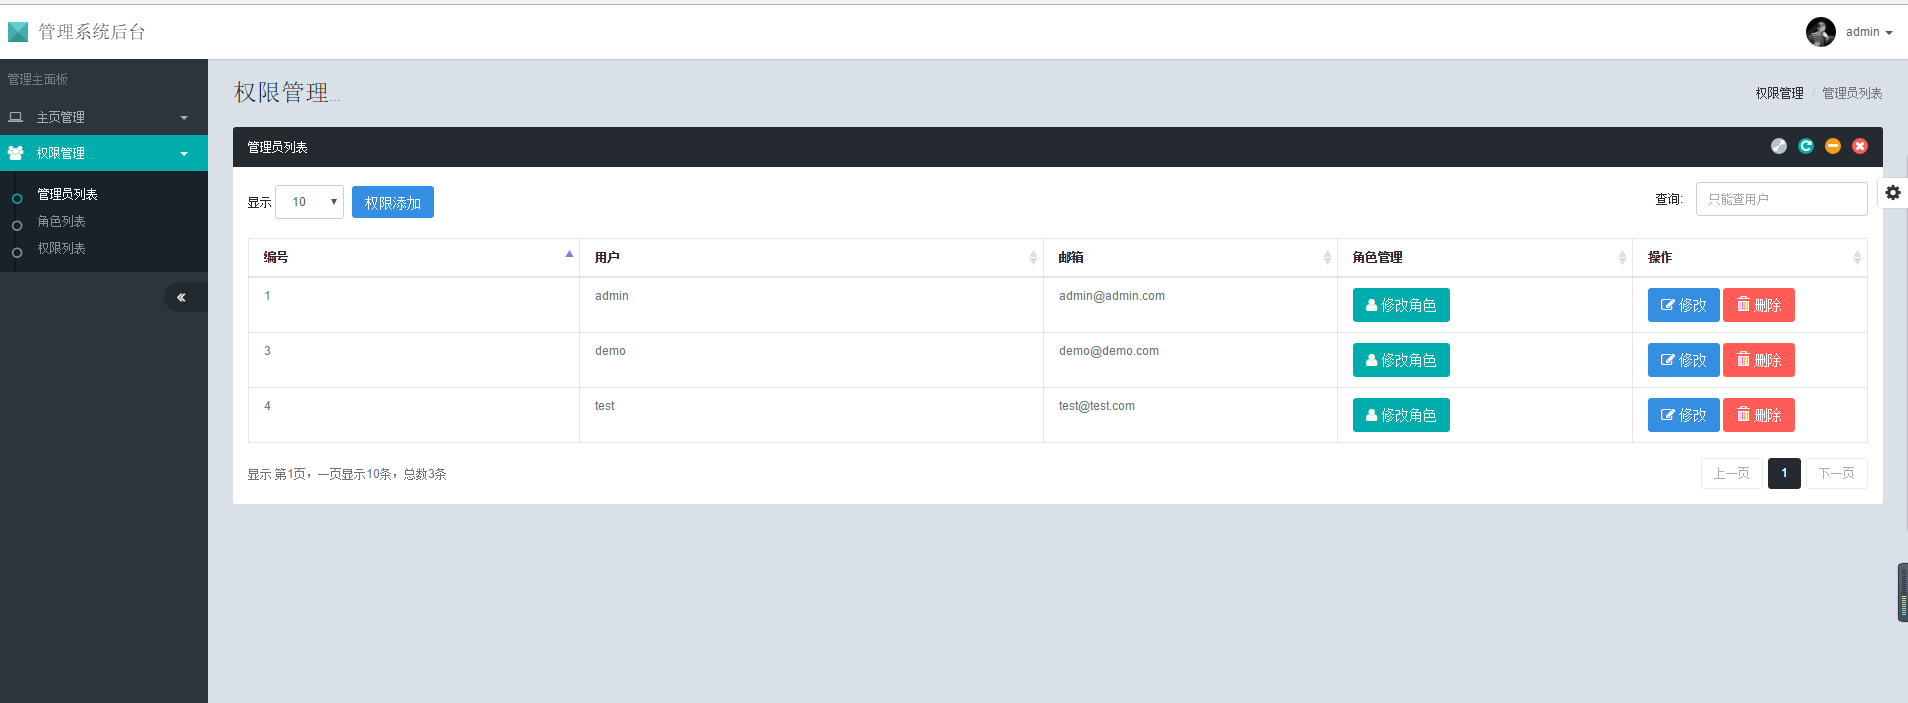 管理系统后台
admin
管理主面板
主页管理
权限管理
管理员列表
角色列表
权限列表
权限管理...
权限管理 / 管理员列表
管理员列表
显示 10 权限添加
查询: 只能查用户
编号 用户 邮箱 角色管理 操作
1 admin admin@admin.com 修改角色 修改 删除
3 demo demo@demo.com 修改角色 修改 删除
4 test test@test.com 修改角色 修改 删除
显示 第1页，一页显示10条，总数3条
上一页 1 下一页